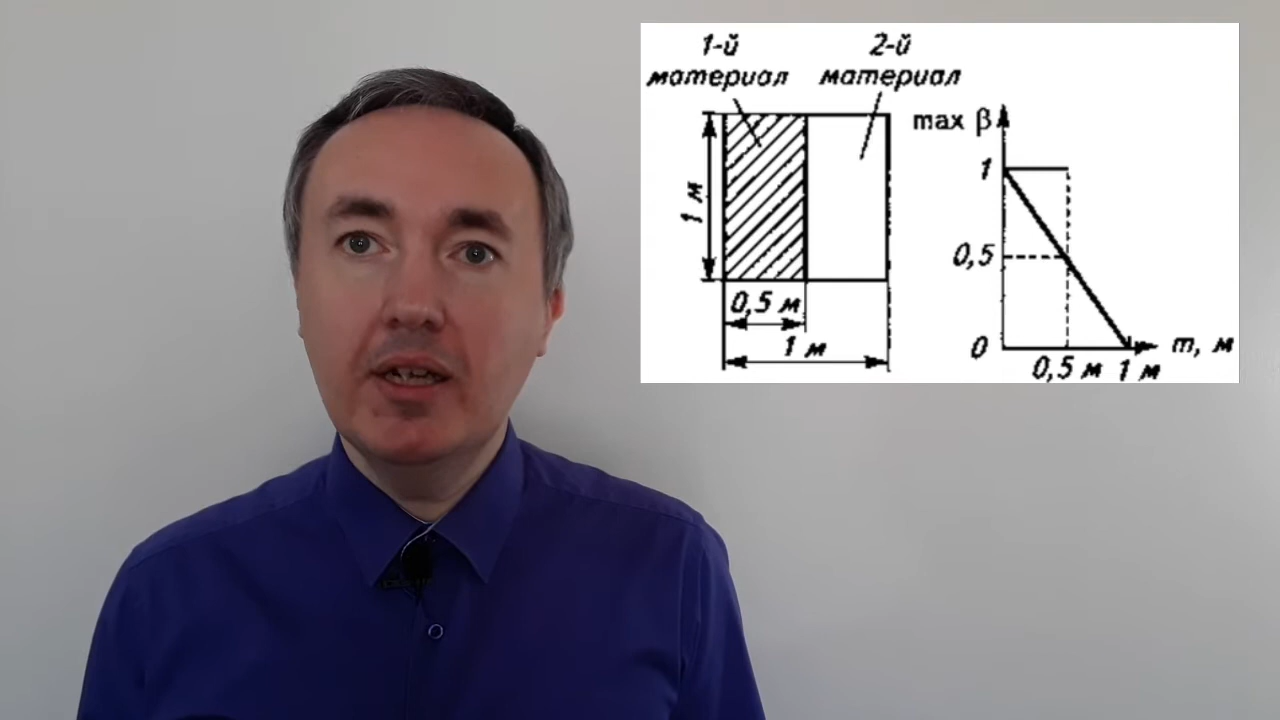 1-й
материал
2-й
материал
1 м
0,5 м
1 м
max β
1
0,5
0
0,5 м
1 м
m, м